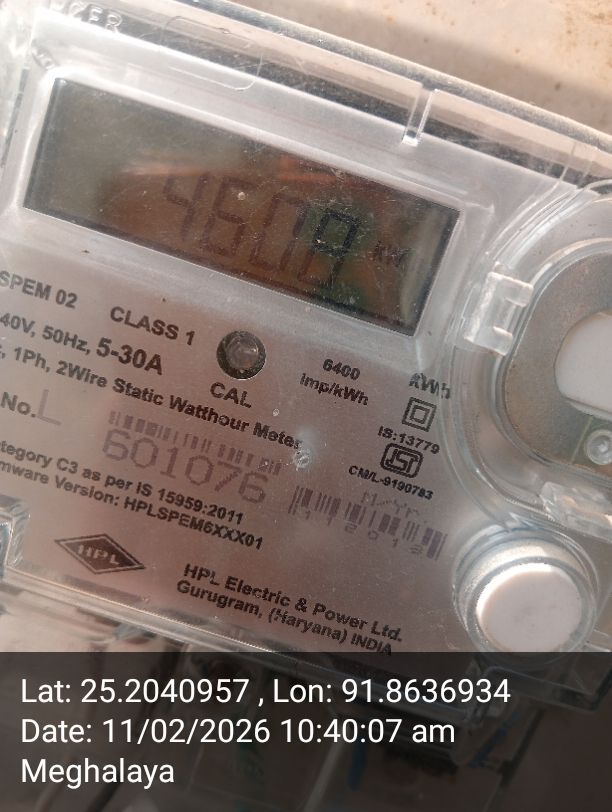 4608
SPEM 02 CLASS 1
40V, 50Hz, 5-30A
CAL
6400
imp/kWh
kWh
1Ph, 2Wire Static Watthour Meter
IS:13779
No. L
601076
CM/L-9190783
ategory C3 as per IS 15959:2011
mware Version: HPLSPEM6XXX01
M/Yr.
HPL
HPL Electric & Power Ltd.
Gurugram, (Haryana) INDIA
Lat: 25.2040957 , Lon: 91.8636934
Date: 11/02/2026 10:40:07 am
Meghalaya